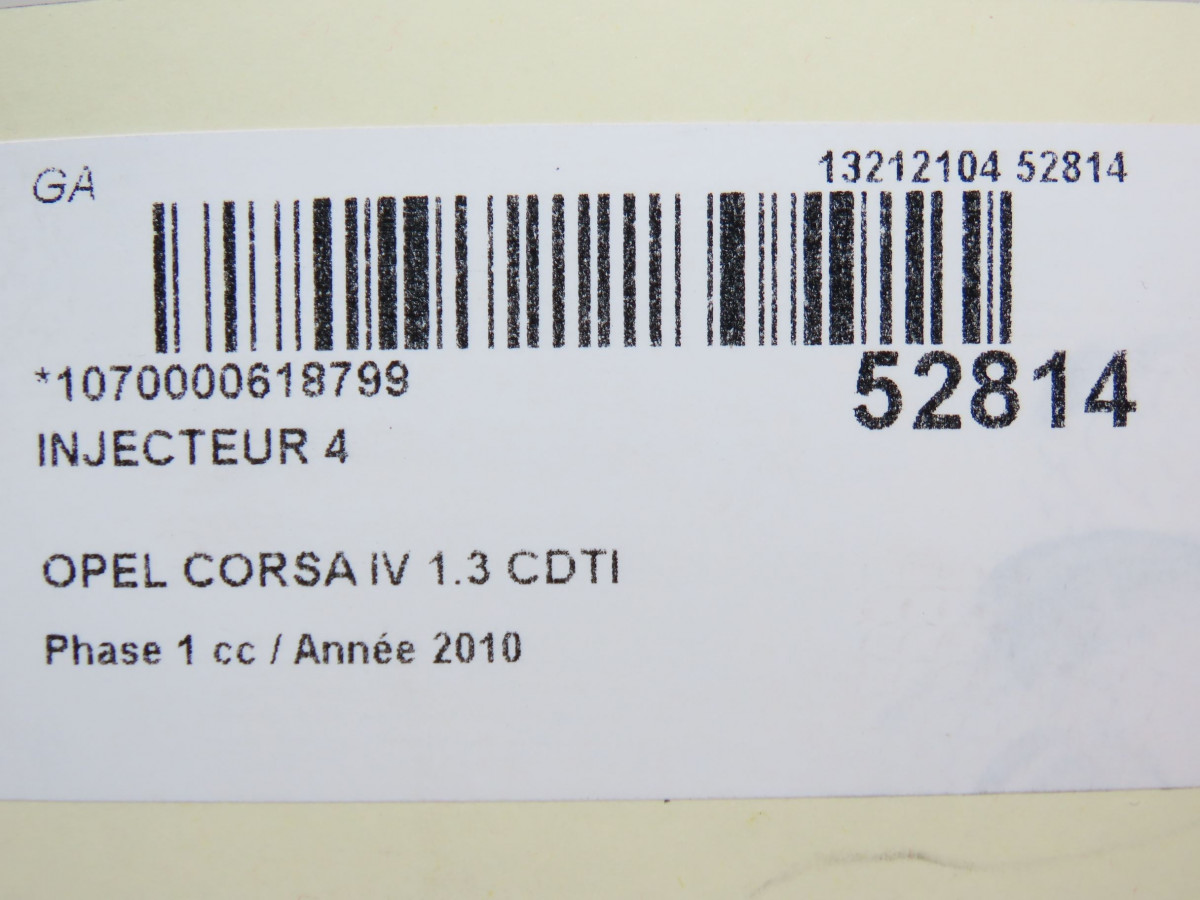 GA
13212104 52814
*1070000618799
52814
INJECTEUR 4
OPEL CORSA IV 1.3 CDTI
Phase 1 cc / Année 2010